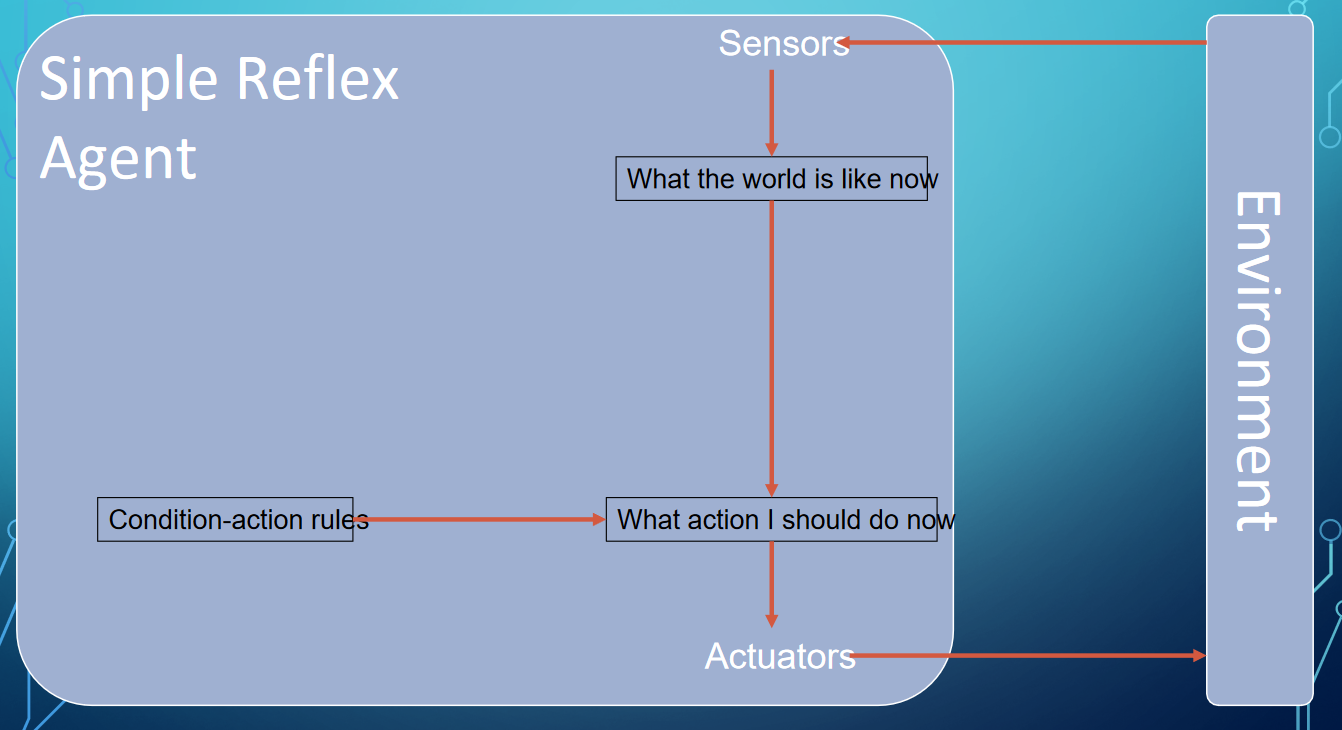 Simple Reflex
Agent
Sensors
What the world is like now
Condition-action rules
What action I should do now
Actuators
Environment